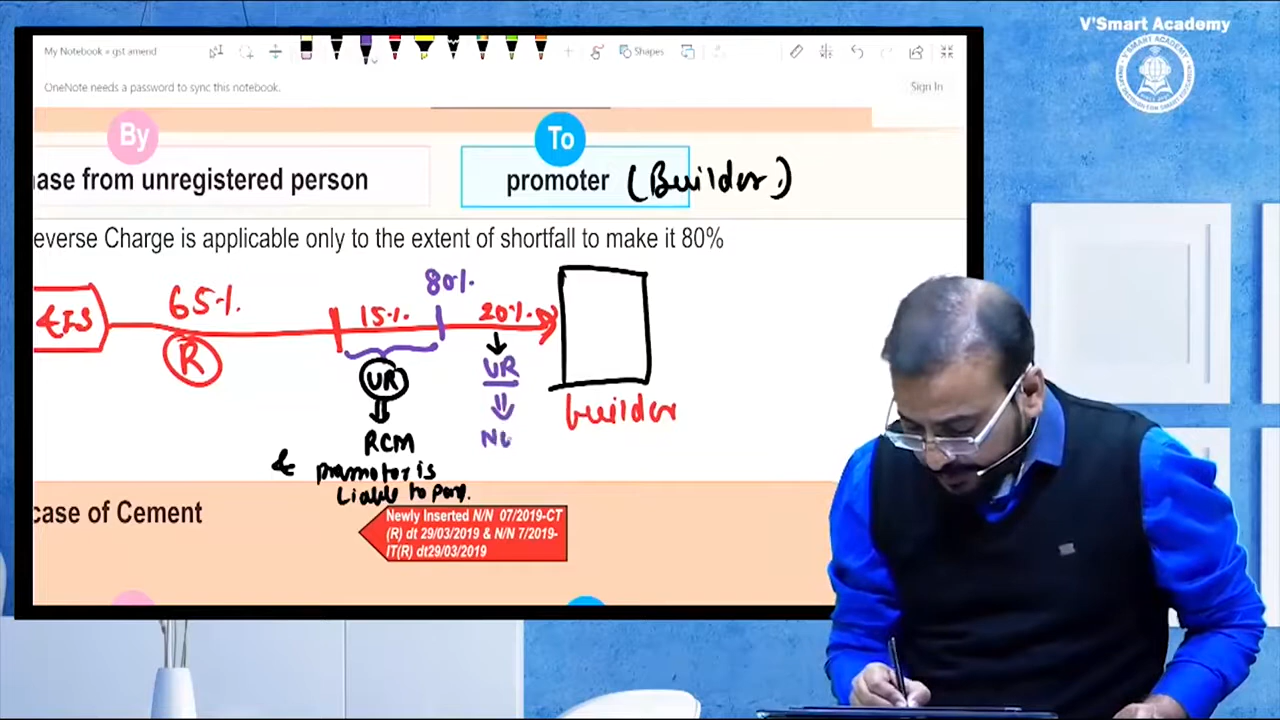 V'Smart Academy
My Notebook » gst amend
Shapes
OneNote needs a password to sync this notebook.
Sign In
By
To
ase from unregistered person
promoter (Builder)
everse Charge is applicable only to the extent of shortfall to make it 80%
80%
65%
15%
20%
R
UR
UR
builder
RCM
No
& promotor is
Liable to pay.
case of Cement
Newly Inserted N/N 07/2019-CT
(R) dt 29/03/2019 & N/N 7/2019-
IT(R) dt29/03/2019